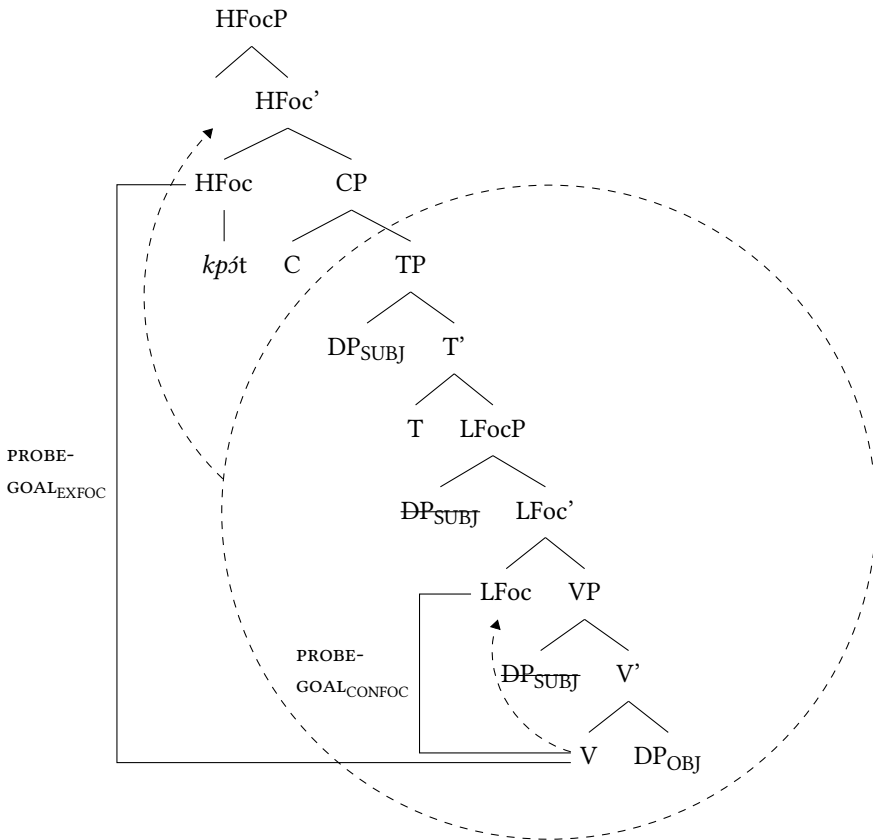 HFocP
HFoc’
HFoc CP
kpɔ́t C TP
DPSUBJ T’
T LFocP
PROBE-
GOALEXFOC
DPSUBJ LFoc’
LFoc VP
PROBE-
GOALCONFOC
DPSUBJ V’
V DPOBJ